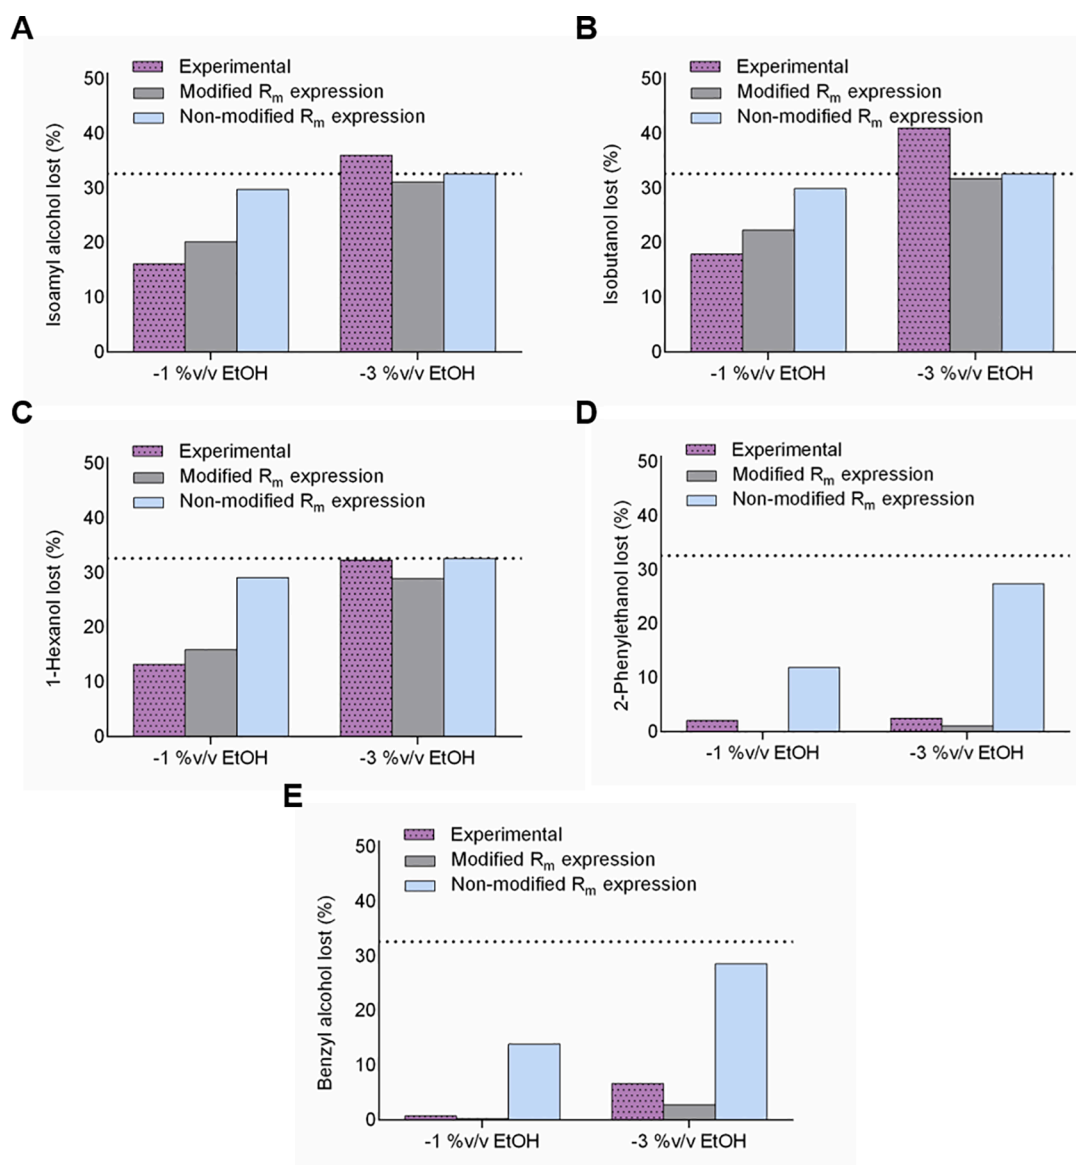 A
Experimental
Modified Rm expression
Non-modified Rm expression
Isoamyl alcohol lost (%)
50
40
30
20
10
0
-1 %v/v EtOH
-3 %v/v EtOH
B
Experimental
Modified Rm expression
Non-modified Rm expression
Isobutanol lost (%)
50
40
30
20
10
0
-1 %v/v EtOH
-3 %v/v EtOH
C
Experimental
Modified Rm expression
Non-modified Rm expression
1-Hexanol lost (%)
50
40
30
20
10
0
-1 %v/v EtOH
-3 %v/v EtOH
D
Experimental
Modified Rm expression
Non-modified Rm expression
2-Phenylethanol lost (%)
50
40
30
20
10
0
-1 %v/v EtOH
-3 %v/v EtOH
E
Experimental
Modified Rm expression
Non-modified Rm expression
Benzyl alcohol lost (%)
50
40
30
20
10
0
-1 %v/v EtOH
-3 %v/v EtOH